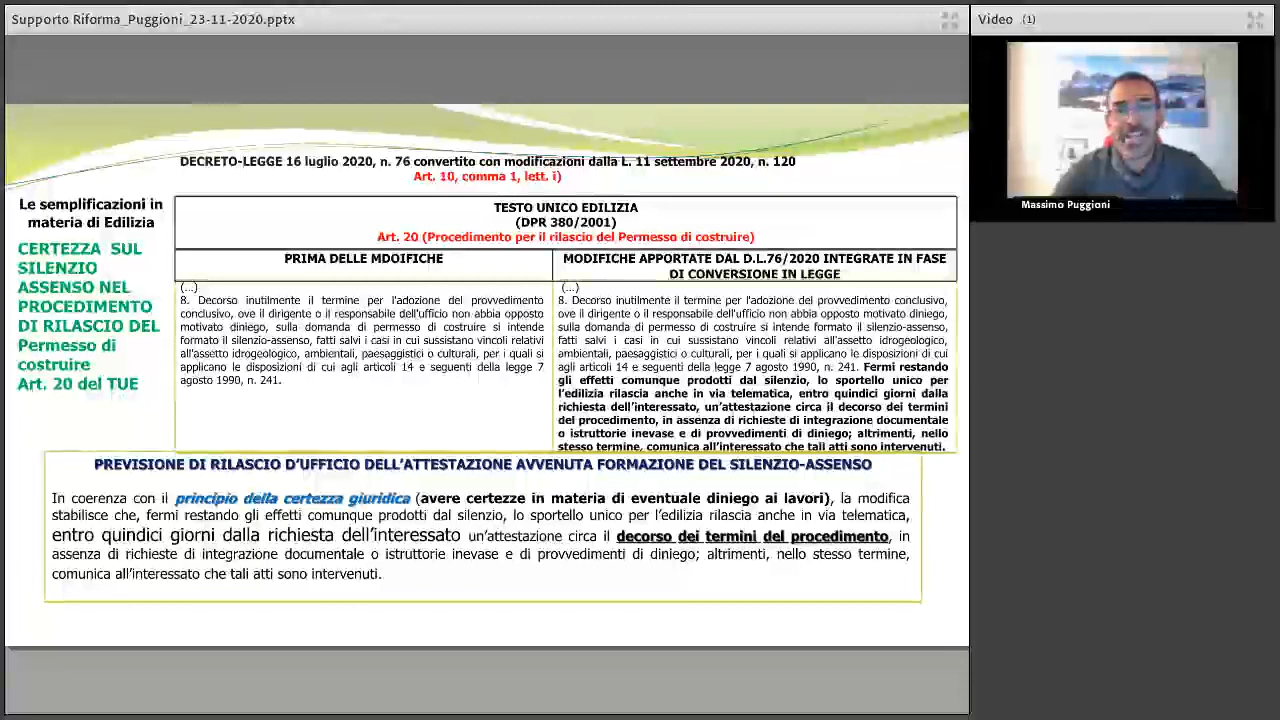 Supporto Riforma_Puggioni_23-11-2020.pptx
Video (1)
Massimo Puggioni
DECRETO-LEGGE 16 luglio 2020, n. 76 convertito con modificazioni dalla L. 11 settembre 2020, n. 120
Art. 10, comma 1, lett. i)
Le semplificazioni in
materia di Edilizia
CERTEZZA SUL
SILENZIO
ASSENSO NEL
PROCEDIMENTO
DI RILASCIO DEL
Permesso di
costruire
Art. 20 del TUE
TESTO UNICO EDILIZIA
(DPR 380/2001)
Art. 20 (Procedimento per il rilascio del Permesso di costruire)
PRIMA DELLE MDOIFICHE
(...)
8. Decorso inutilmente il termine per l'adozione del provvedimento
conclusivo, ove il dirigente o il responsabile dell'ufficio non abbia opposto
motivato diniego, sulla domanda di permesso di costruire si intende
formato il silenzio-assenso, fatti salvi i casi in cui sussistano vincoli relativi
all'assetto idrogeologico, ambientali, paesaggistici o culturali, per i quali si
applicano le disposizioni di cui agli articoli 14 e seguenti della legge 7
agosto 1990, n. 241.
MODIFICHE APPORTATE DAL D.L.76/2020 INTEGRATE IN FASE
DI CONVERSIONE IN LEGGE
(...)
8. Decorso inutilmente il termine per l'adozione del provvedimento conclusivo,
ove il dirigente o il responsabile dell'ufficio non abbia opposto motivato diniego,
sulla domanda di permesso di costruire si intende formato il silenzio-assenso,
fatti salvi i casi in cui sussistano vincoli relativi all'assetto idrogeologico,
ambientali, paesaggistici o culturali, per i quali si applicano le disposizioni di cui
agli articoli 14 e seguenti della legge 7 agosto 1990, n. 241. Fermi restando
gli effetti comunque prodotti dal silenzio, lo sportello unico per
l'edilizia rilascia anche in via telematica, entro quindici giorni dalla
richiesta dell'interessato, un'attestazione circa il decorso dei termini
del procedimento, in assenza di richieste di integrazione documentale
o istruttorie inevase e di provvedimenti di diniego; altrimenti, nello
stesso termine, comunica all'interessato che tali atti sono intervenuti.
PREVISIONE DI RILASCIO D'UFFICIO DELL'ATTESTAZIONE AVVENUTA FORMAZIONE DEL SILENZIO-ASSENSO
In coerenza con il principio della certezza giuridica (avere certezze in materia di eventuale diniego ai lavori), la modifica
stabilisce che, fermi restando gli effetti comunque prodotti dal silenzio, lo sportello unico per l'edilizia rilascia anche in via telematica,
entro quindici giorni dalla richiesta dell'interessato un'attestazione circa il decorso dei termini del procedimento, in
assenza di richieste di integrazione documentale o istruttorie inevase e di provvedimenti di diniego; altrimenti, nello stesso termine,
comunica all'interessato che tali atti sono intervenuti.